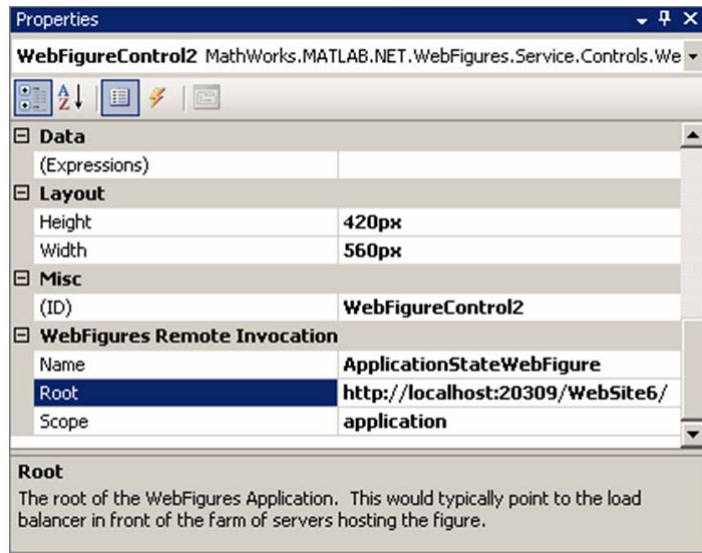 Properties
WebFigureControl2 MathWorks.MATLAB.NET.WebFigures.Service.Controls.We
Data
(Expressions)
Layout
Height 420px
Width 560px
Misc
(ID) WebFigureControl2
WebFigures Remote Invocation
Name ApplicationStateWebFigure
Root http://localhost:20309/WebSite6/
Scope application
Root
The root of the WebFigures Application. This would typically point to the load
balancer in front of the farm of servers hosting the figure.